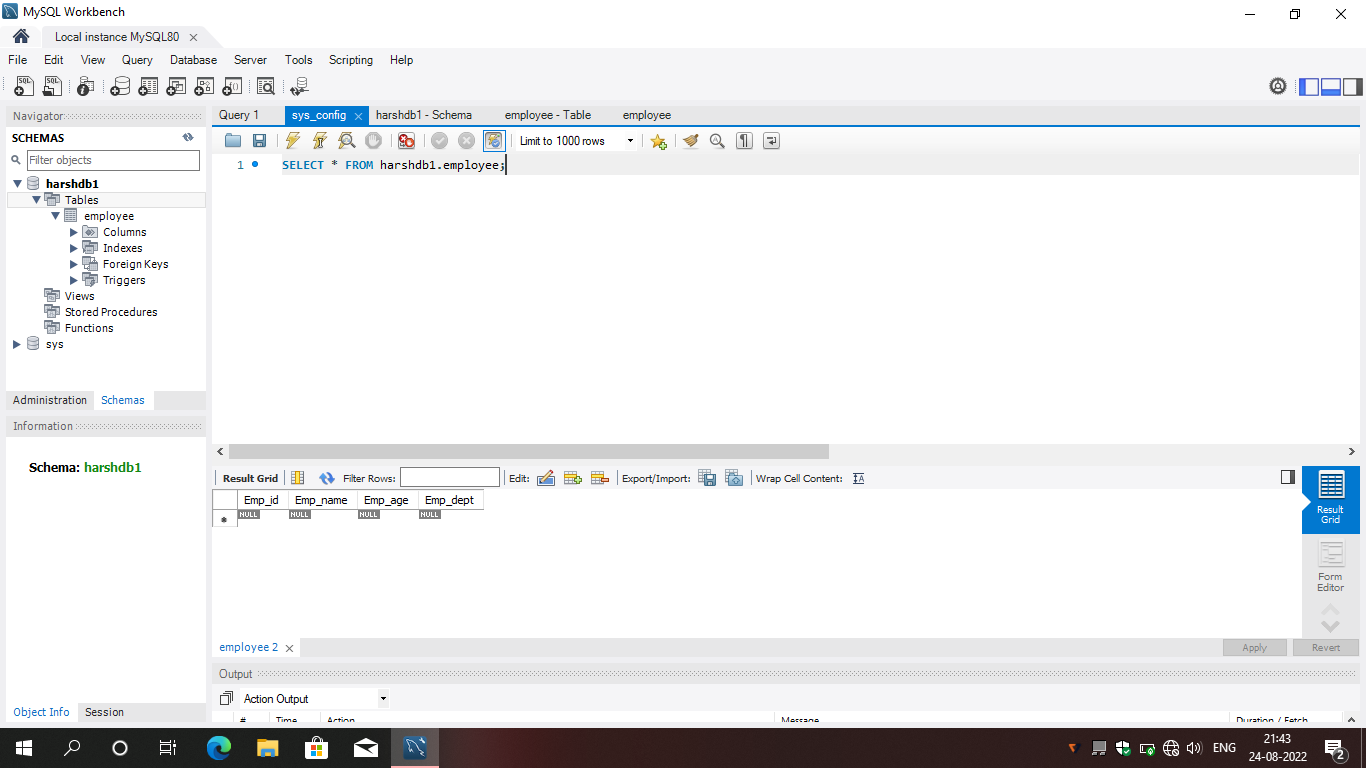 MySQL Workbench
Local instance MySQL80
File Edit View Query Database Server Tools Scripting Help
Navigator
SCHEMAS
Filter objects
harshdb1
Tables
employee
Columns
Indexes
Foreign Keys
Triggers
Views
Stored Procedures
Functions
sys
Administration Schemas
Information
Schema: harshdb1
Object Info Session
Query 1 sys_config harshdb1 - Schema employee - Table employee
Limit to 1000 rows
1 SELECT * FROM harshdb1.employee;
Result Grid Filter Rows: Edit: Export/Import: Wrap Cell Content:
Emp_id Emp_name Emp_age Emp_dept
NULL NULL NULL NULL
Result
Grid
Form
Editor
employee 2
Apply Revert
Output
Action Output
# Time Action Message Duration / Fetch
ENG
21:43
24-08-2022
2